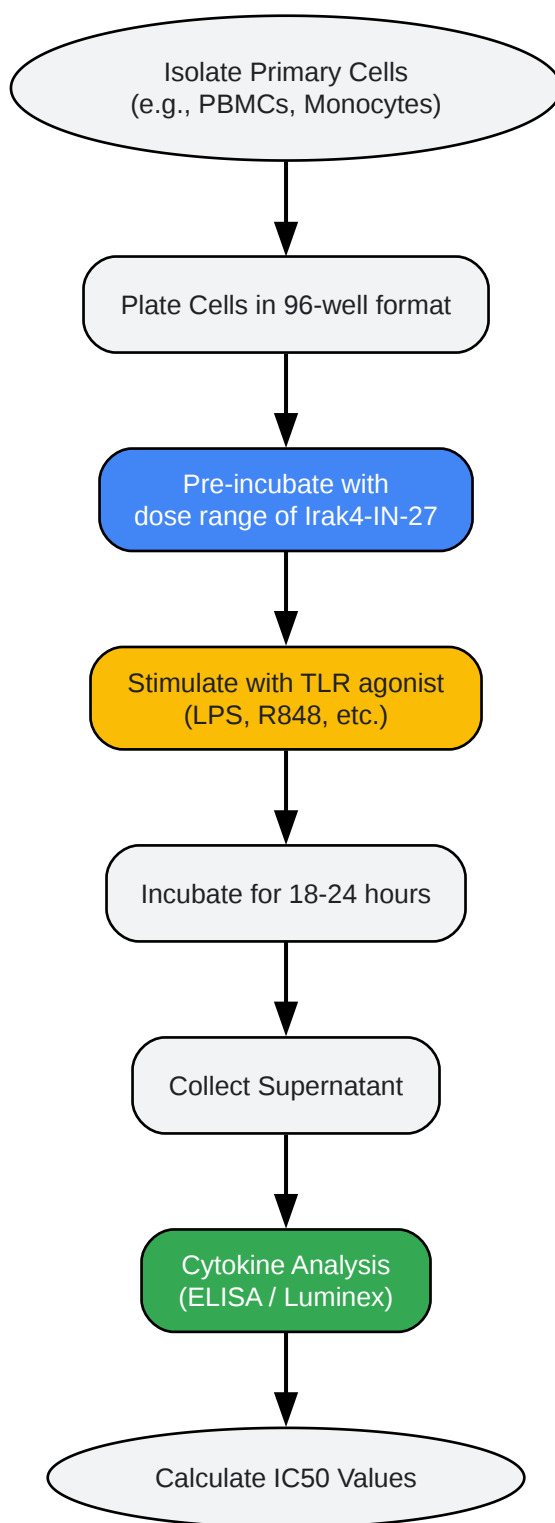 Isolate Primary Cells
(e.g., PBMCs, Monocytes)
Plate Cells in 96-well format
Pre-incubate with
dose range of Irak4-IN-27
Stimulate with TLR agonist
(LPS, R848, etc.)
Incubate for 18-24 hours
Collect Supernatant
Cytokine Analysis
(ELISA / Luminex)
Calculate IC50 Values